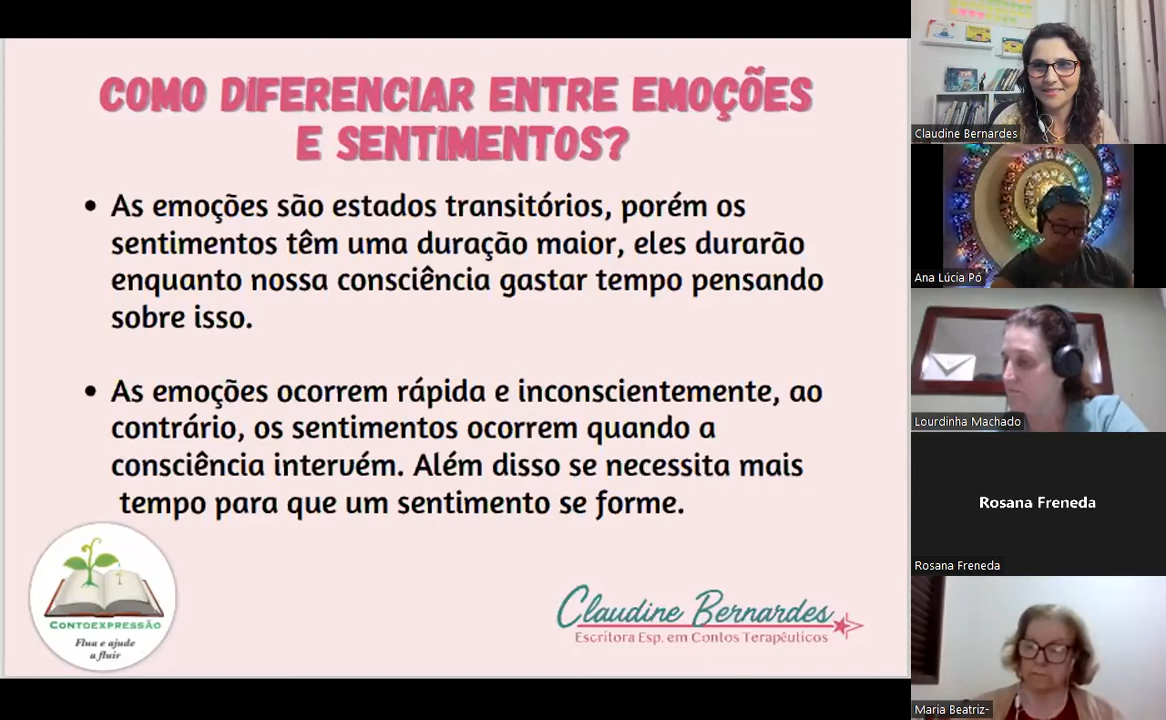 COMO DIFERENCIAR ENTRE EMOÇÕES
E SENTIMENTOS?
• As emoções são estados transitórios, porém os
sentimentos têm uma duração maior, eles durarão
enquanto nossa consciência gastar tempo pensando
sobre isso.
• As emoções ocorrem rápida e inconscientemente, ao
contrário, os sentimentos ocorrem quando a
consciência intervém. Além disso se necessita mais
tempo para que um sentimento se forme.
CONTOEXPRESSÃO
Flua e ajude
a fluir
Claudine Bernardes
Escritora Esp. em Contos Terapêuticos
Claudine Bernardes
Ana Lúcia Pó
Lourdinha Machado
Rosana Freneda
Rosana Freneda
Maria Beatriz-